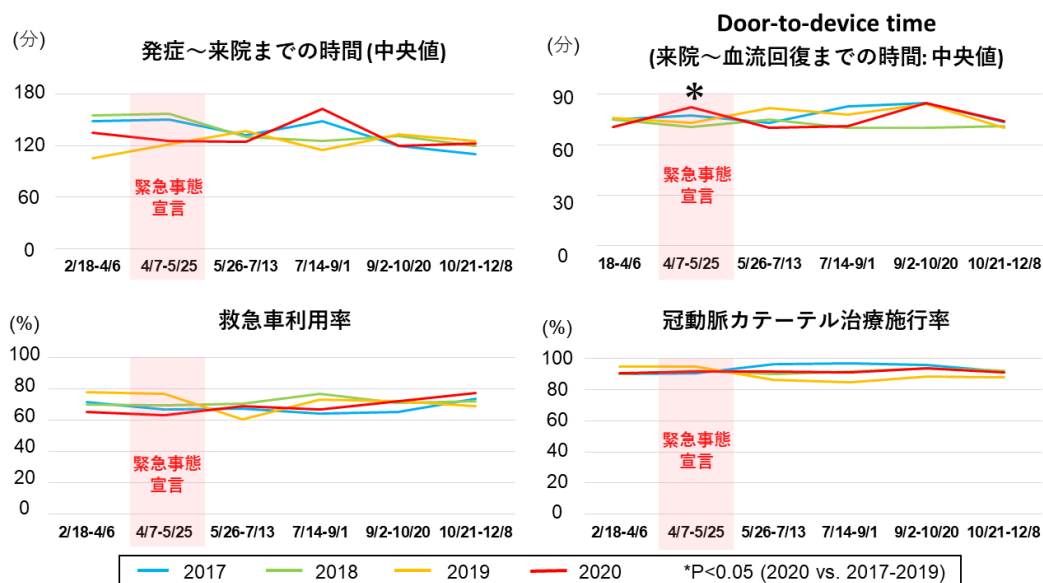 発症～来院までの時間 (中央値)
(分)
180
120
60
0
緊急事態
宣言
2/18-4/6 4/7-5/25 5/26-7/13 7/14-9/1 9/2-10/20 10/21-12/8
Door-to-device time
(来院～血流回復までの時間: 中央値)
(分)
90
60
30
0
*
緊急事態
宣言
18-4/6 4/7-5/25 5/26-7/13 7/14-9/1 9/2-10/20 10/21-12/8
救急車利用率
(%)
100
80
60
40
20
0
緊急事態
宣言
2/18-4/6 4/7-5/25 5/26-7/13 7/14-9/1 9/2-10/20 10/21-12/8
冠動脈カテーテル治療施行率
(%)
100
80
60
40
20
0
緊急事態
宣言
2/18-4/6 4/7-5/25 5/26-7/13 7/14-9/1 9/2-10/20 10/21-12/8
2017 2018 2019 2020 *P<0.05 (2020 vs. 2017-2019)